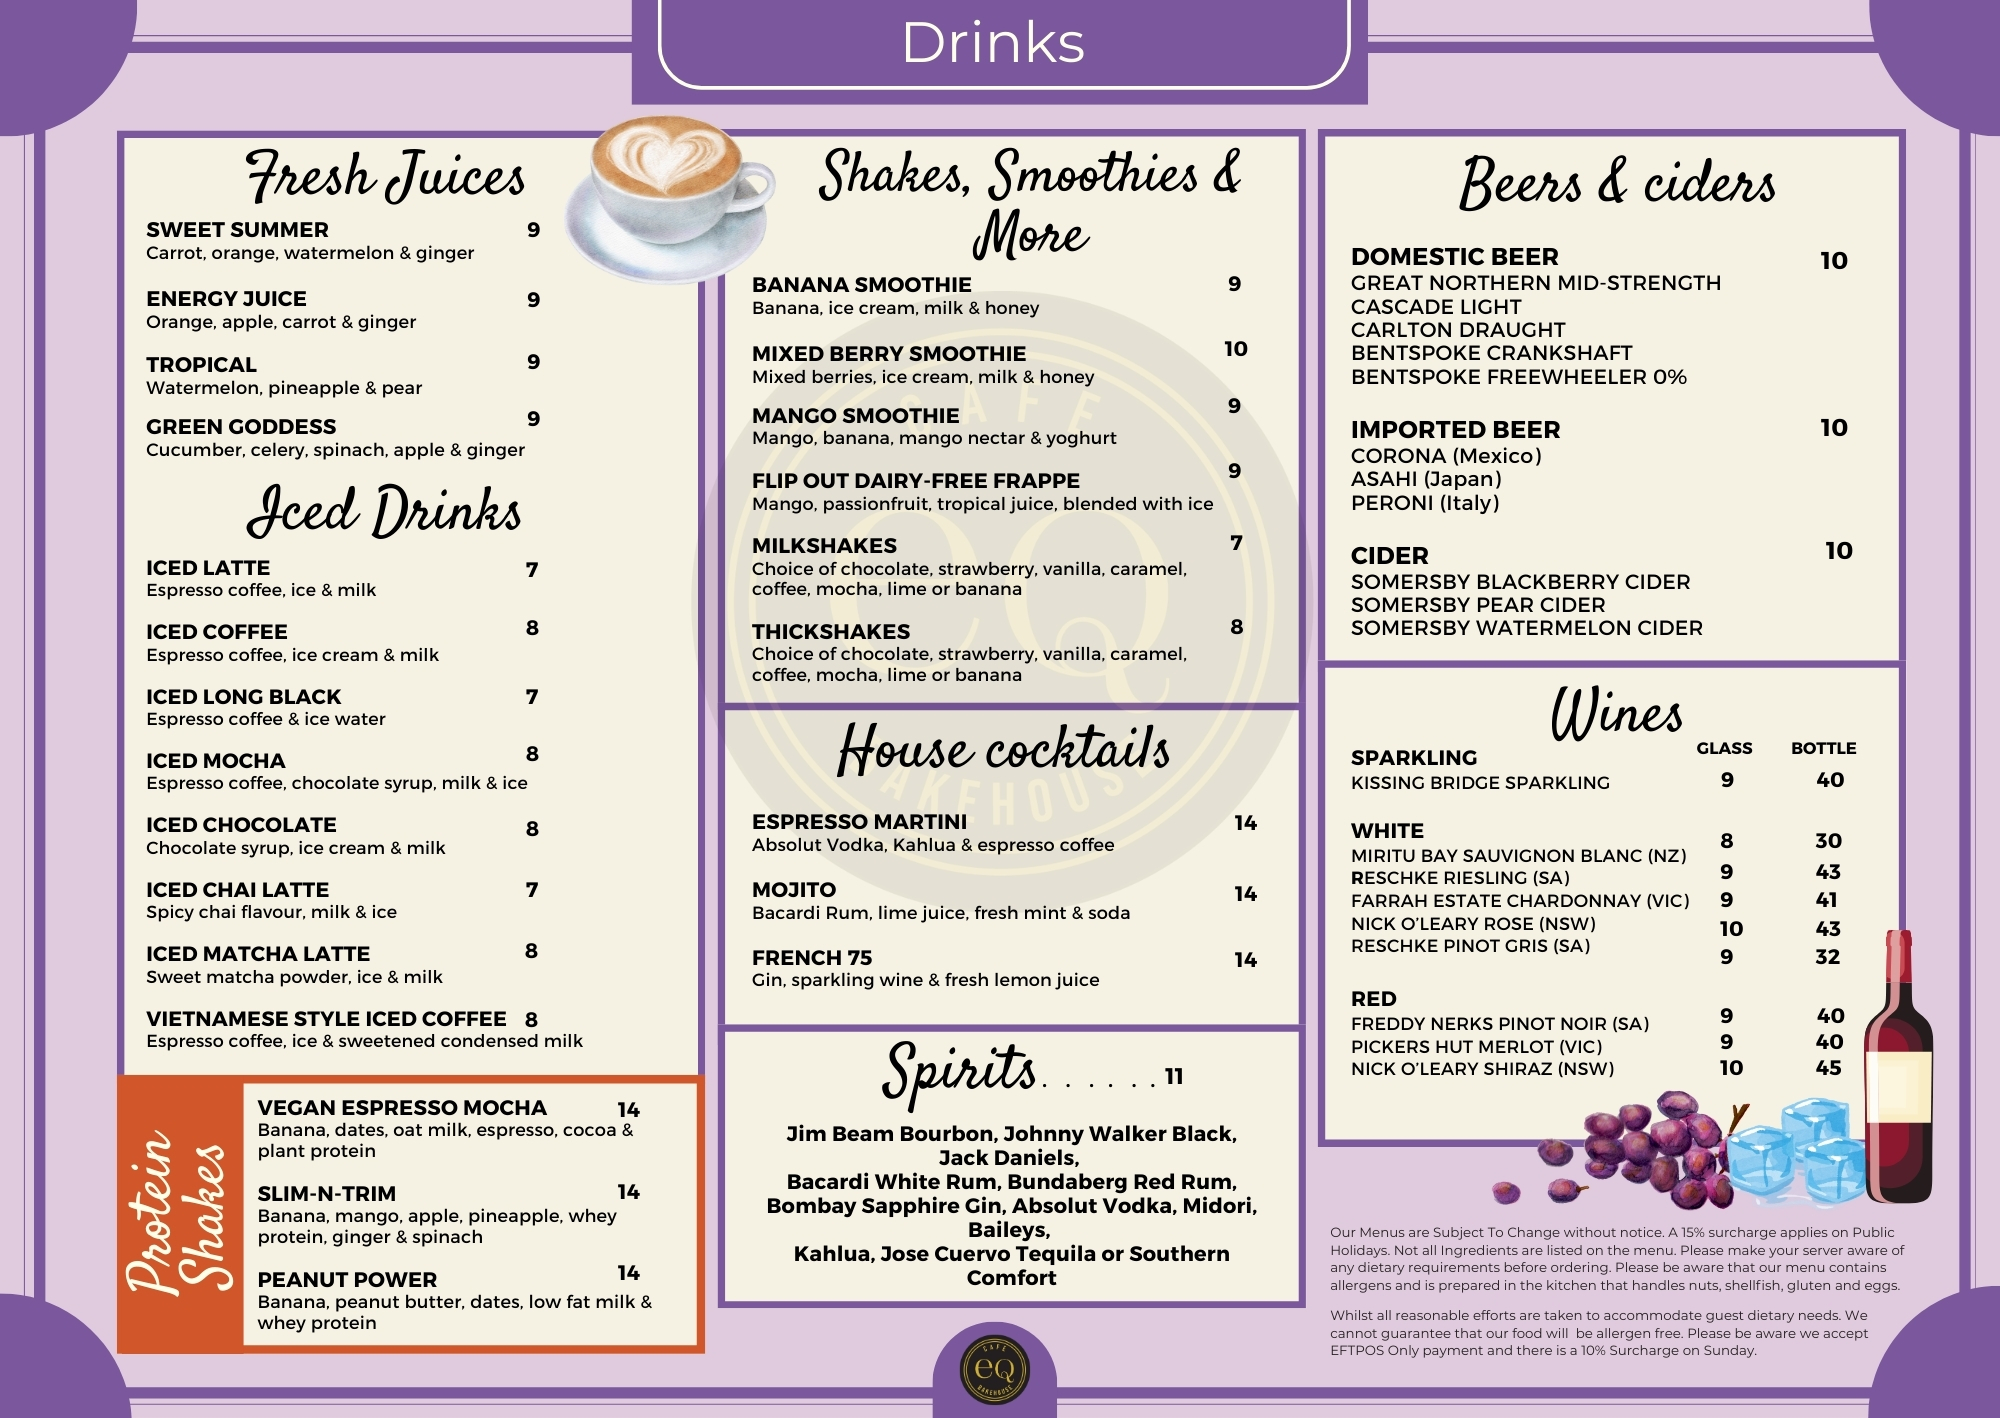 Drinks
Fresh Juices
SWEET SUMMER 9
Carrot, orange, watermelon & ginger
ENERGY JUICE 9
Orange, apple, carrot & ginger
TROPICAL 9
Watermelon, pineapple & pear
GREEN GODDESS 9
Cucumber, celery, spinach, apple & ginger
Iced Drinks
ICED LATTE 7
Espresso coffee, ice & milk
ICED COFFEE 8
Espresso coffee, ice cream & milk
ICED LONG BLACK 7
Espresso coffee & ice water
ICED MOCHA 8
Espresso coffee, chocolate syrup, milk & ice
ICED CHOCOLATE 8
Chocolate syrup, ice cream & milk
ICED CHAI LATTE 7
Spicy chai flavour, milk & ice
ICED MATCHA LATTE 8
Sweet matcha powder, ice & milk
VIETNAMESE STYLE ICED COFFEE 8
Espresso coffee, ice & sweetened condensed milk
Protein
Shakes
VEGAN ESPRESSO MOCHA 14
Banana, dates, oat milk, espresso, cocoa &
plant protein
SLIM-N-TRIM 14
Banana, mango, apple, pineapple, whey
protein, ginger & spinach
PEANUT POWER 14
Banana, peanut butter, dates, low fat milk &
whey protein
Shakes, Smoothies &
More
BANANA SMOOTHIE 9
Banana, ice cream, milk & honey
MIXED BERRY SMOOTHIE 10
Mixed berries, ice cream, milk & honey
MANGO SMOOTHIE 9
Mango, banana, mango nectar & yoghurt
FLIP OUT DAIRY-FREE FRAPPE 9
Mango, passionfruit, tropical juice, blended with ice
MILKSHAKES 7
Choice of chocolate, strawberry, vanilla, caramel,
coffee, mocha, lime or banana
THICKSHAKES 8
Choice of chocolate, strawberry, vanilla, caramel,
coffee, mocha, lime or banana
CAFE
eQ
BAKEHOUSE
House cocktails
ESPRESSO MARTINI 14
Absolut Vodka, Kahlua & espresso coffee
MOJITO 14
Bacardi Rum, lime juice, fresh mint & soda
FRENCH 75 14
Gin, sparkling wine & fresh lemon juice
Spirits. . . . . . 11
Jim Beam Bourbon, Johnny Walker Black,
Jack Daniels,
Bacardi White Rum, Bundaberg Red Rum,
Bombay Sapphire Gin, Absolut Vodka, Midori,
Baileys,
Kahlua, Jose Cuervo Tequila or Southern
Comfort
CAFE
eQ
BAKEHOUSE
Beers & ciders
DOMESTIC BEER 10
GREAT NORTHERN MID-STRENGTH
CASCADE LIGHT
CARLTON DRAUGHT
BENTSPOKE CRANKSHAFT
BENTSPOKE FREEWHEELER 0%
IMPORTED BEER 10
CORONA (Mexico)
ASAHI (Japan)
PERONI (Italy)
CIDER 10
SOMERSBY BLACKBERRY CIDER
SOMERSBY PEAR CIDER
SOMERSBY WATERMELON CIDER
Wines
GLASS BOTTLE
SPARKLING
KISSING BRIDGE SPARKLING 9 40
WHITE
MIRITU BAY SAUVIGNON BLANC (NZ) 8 30
RESCHKE RIESLING (SA) 9 43
FARRAH ESTATE CHARDONNAY (VIC) 9 41
NICK O'LEARY ROSE (NSW) 10 43
RESCHKE PINOT GRIS (SA) 9 32
RED
FREDDY NERKS PINOT NOIR (SA) 9 40
PICKERS HUT MERLOT (VIC) 9 40
NICK O'LEARY SHIRAZ (NSW) 10 45
Our Menus are Subject To Change without notice. A 15% surcharge applies on Public
Holidays. Not all Ingredients are listed on the menu. Please make your server aware of
any dietary requirements before ordering. Please be aware that our menu contains
allergens and is prepared in the kitchen that handles nuts, shellfish, gluten and eggs.
Whilst all reasonable efforts are taken to accommodate guest dietary needs. We
cannot guarantee that our food will be allergen free. Please be aware we accept
EFTPOS Only payment and there is a 10% Surcharge on Sunday.